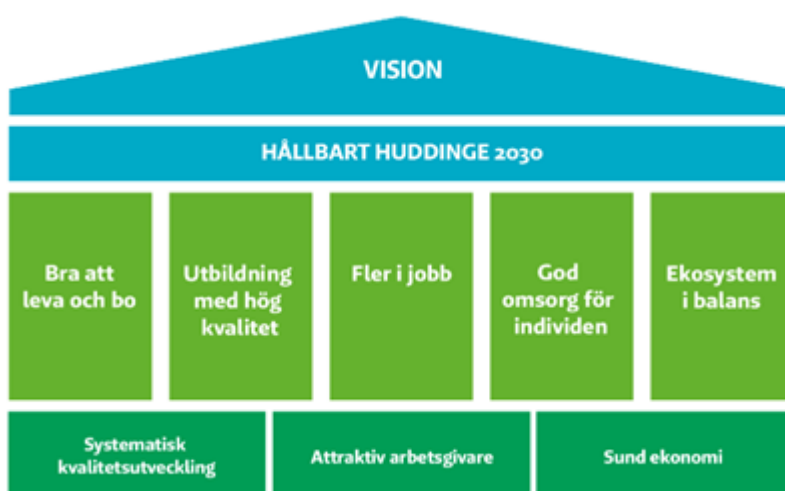 VISION
HÅLLBART HUDDINGE 2030
Bra att
leva och bo
Utbildning
med hög
kvalitet
Fler i jobb
God
omsorg för
individen
Ekosystem
i balans
Systematisk
kvalitetsutveckling
Attraktiv arbetsgivare
Sund ekonomi